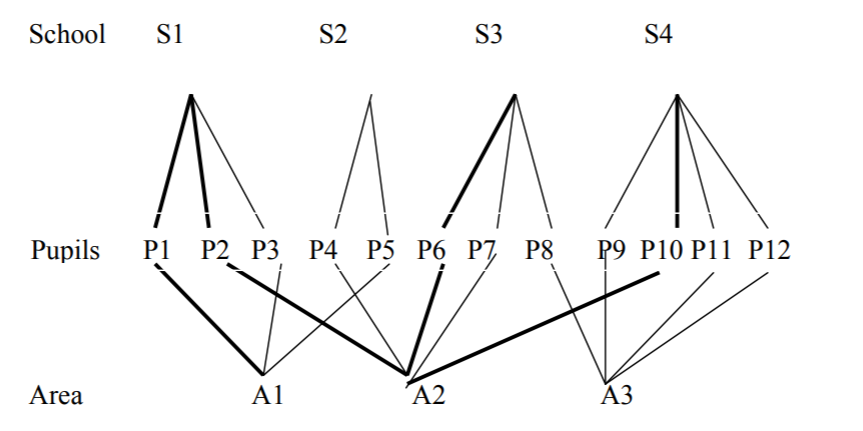 School S1 S2 S3 S4
Pupils P1 P2 P3 P4 P5 P6 P7 P8 P9 P10 P11 P12
Area A1 A2 A3